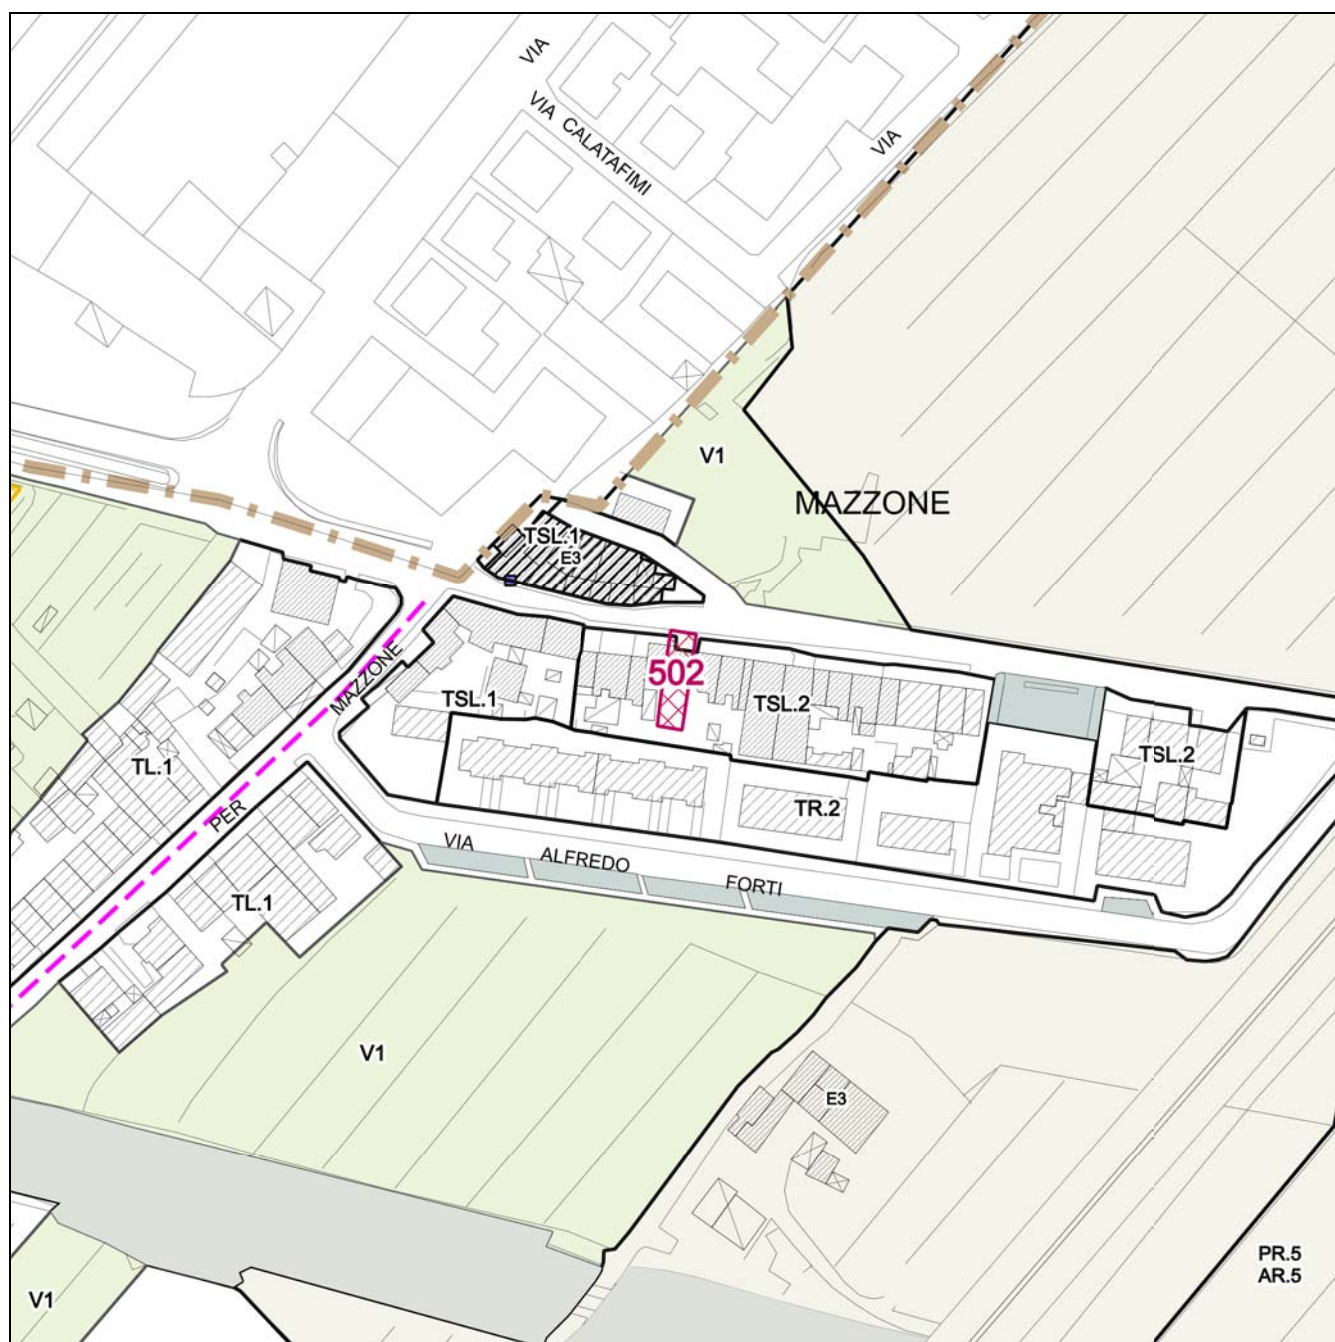 VIA
VIA CALATAFIMI
VIA
V1
MAZZONE
TSL.1
E3
MAZZONE
502
TSL.1
TSL.2
TSL.2
TL.1
PER
TR.2
VIA ALFREDO FORTI
TL.1
V1
E3
PR.5
AR.5
V1